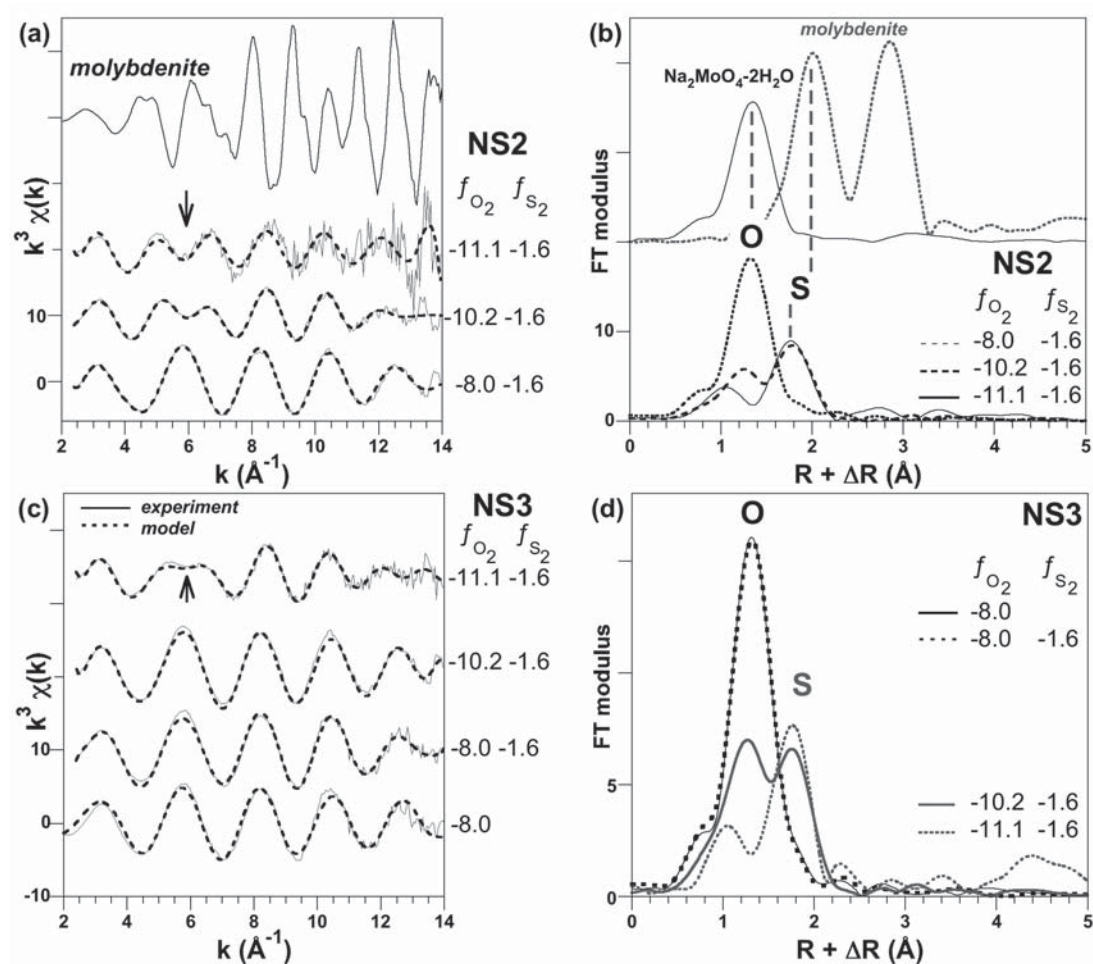 (a)
molybdenite
NS2
fO2 fS2
-11.1 -1.6
-10.2 -1.6
-8.0 -1.6
10
0
k³ χ(k)
2 4 6 8 10 12 14
k (Å⁻¹)
(b)
molybdenite
Na₂MoO₄-2H₂O
O
S
NS2
fO2 fS2
-8.0 -1.6
-10.2 -1.6
-11.1 -1.6
10
0
FT modulus
0 1 2 3 4 5
R + ΔR (Å)
(c)
experiment
model
NS3
fO2 fS2
-11.1 -1.6
-10.2 -1.6
-8.0 -1.6
-8.0
10
0
-10
k³ χ(k)
2 4 6 8 10 12 14
k (Å⁻¹)
(d)
O
S
NS3
fO2 fS2
-8.0
-8.0 -1.6
-10.2 -1.6
-11.1 -1.6
5
0
FT modulus
0 1 2 3 4 5
R + ΔR (Å)